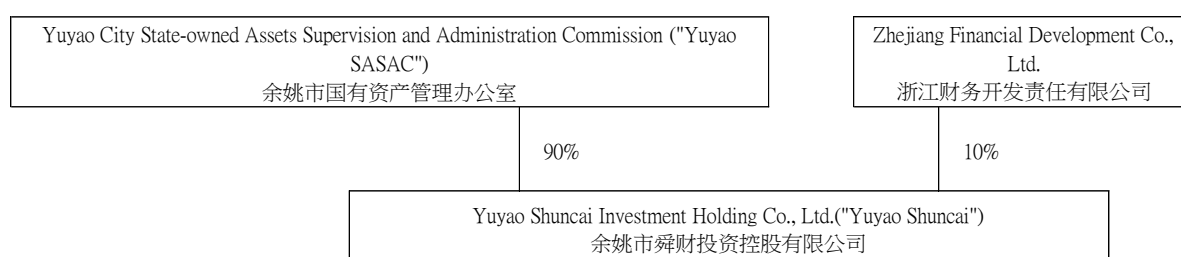 Yuyao City State-owned Assets Supervision and Administration Commission ("Yuyao
SASAC")
余姚市国有资产管理办公室
Zhejiang Financial Development Co.,
Ltd.
浙江财务开发责任有限公司
90%
10%
Yuyao Shuncai Investment Holding Co., Ltd.("Yuyao Shuncai")
余姚市舜财投资控股有限公司